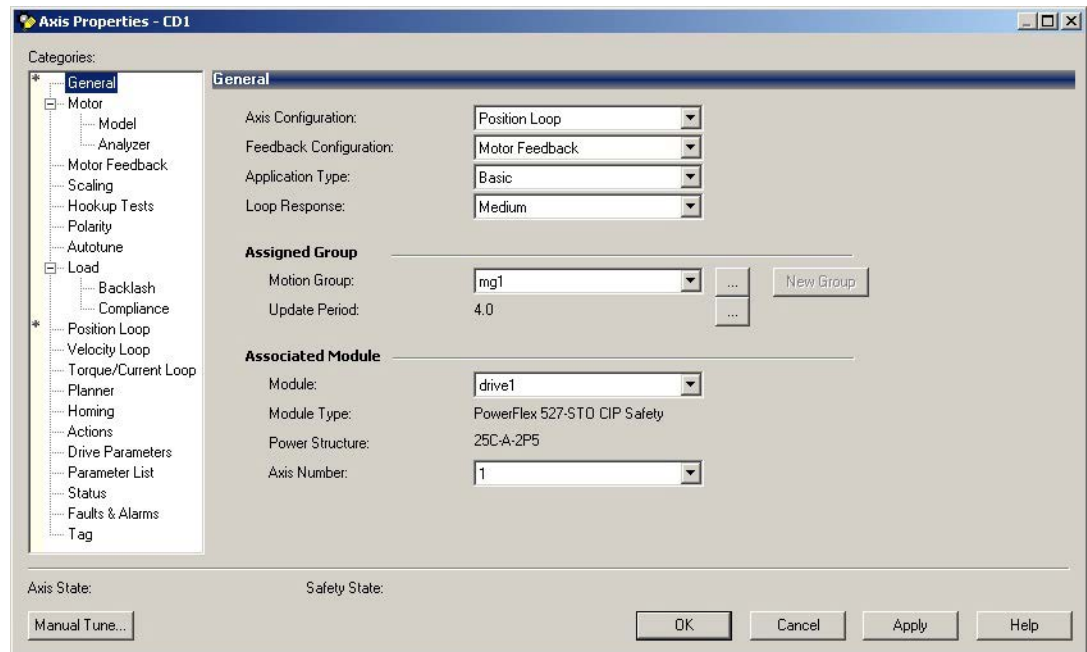 Axis Properties - CD1
Categories:
* General
Motor
Model
Analyzer
Motor Feedback
Scaling
Hookup Tests
Polarity
Autotune
Load
Backlash
Compliance
* Position Loop
Velocity Loop
Torque/Current Loop
Planner
Homing
Actions
Drive Parameters
Parameter List
Status
Faults & Alarms
Tag
General
Axis Configuration: Position Loop
Feedback Configuration: Motor Feedback
Application Type: Basic
Loop Response: Medium
Assigned Group
Motion Group: mg1 ... New Group
Update Period: 4.0 ...
Associated Module
Module: drive1
Module Type: PowerFlex 527-STO CIP Safety
Power Structure: 25C-A-2P5
Axis Number: 1
Axis State: Safety State:
Manual Tune... OK Cancel Apply Help